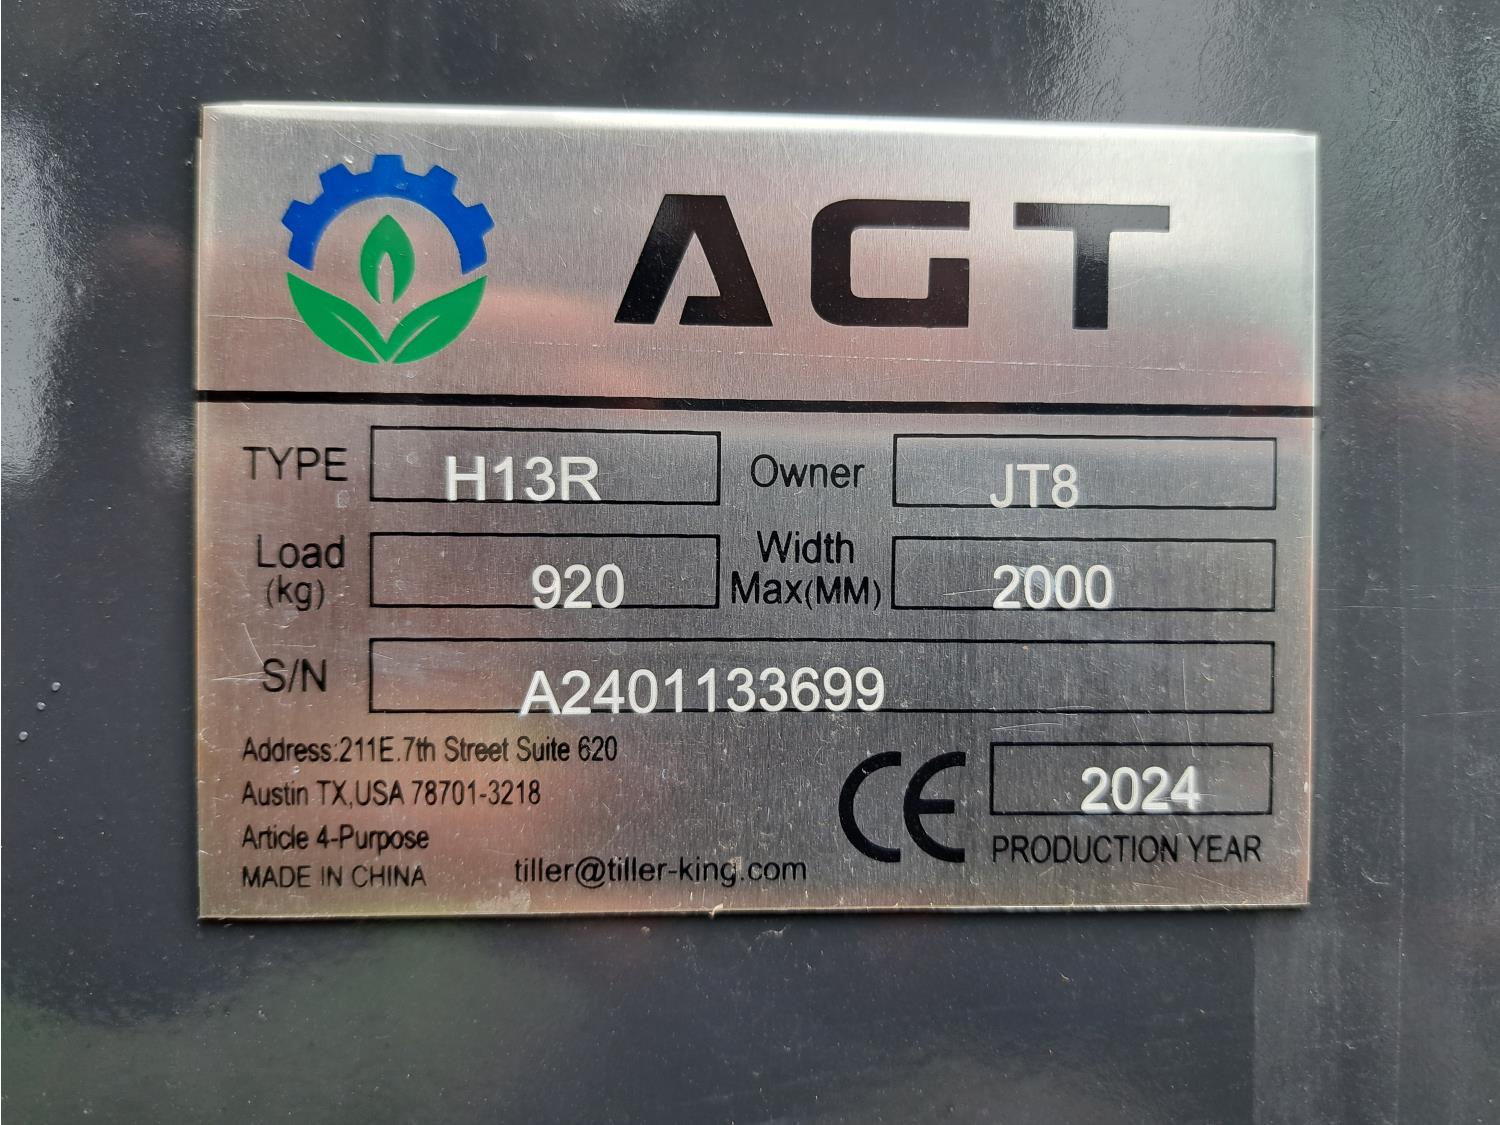 AGT
TYPE H13R Owner JT8
Load (kg) 920 Width Max(MM) 2000
S/N A2401133699
Address:211E.7th Street Suite 620
Austin TX,USA 78701-3218
Article 4-Purpose
MADE IN CHINA
tiller@tiller-king.com
CE 2024
PRODUCTION YEAR